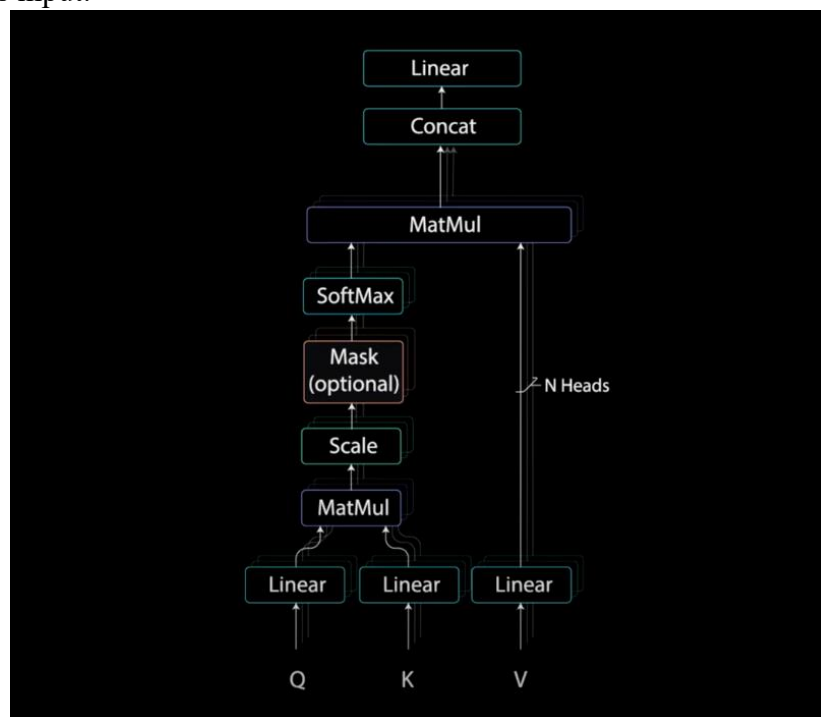 Linear
Concat
MatMul
SoftMax
Mask
(optional)
N Heads
Scale
MatMul
Linear
Linear
Linear
Q
K
V